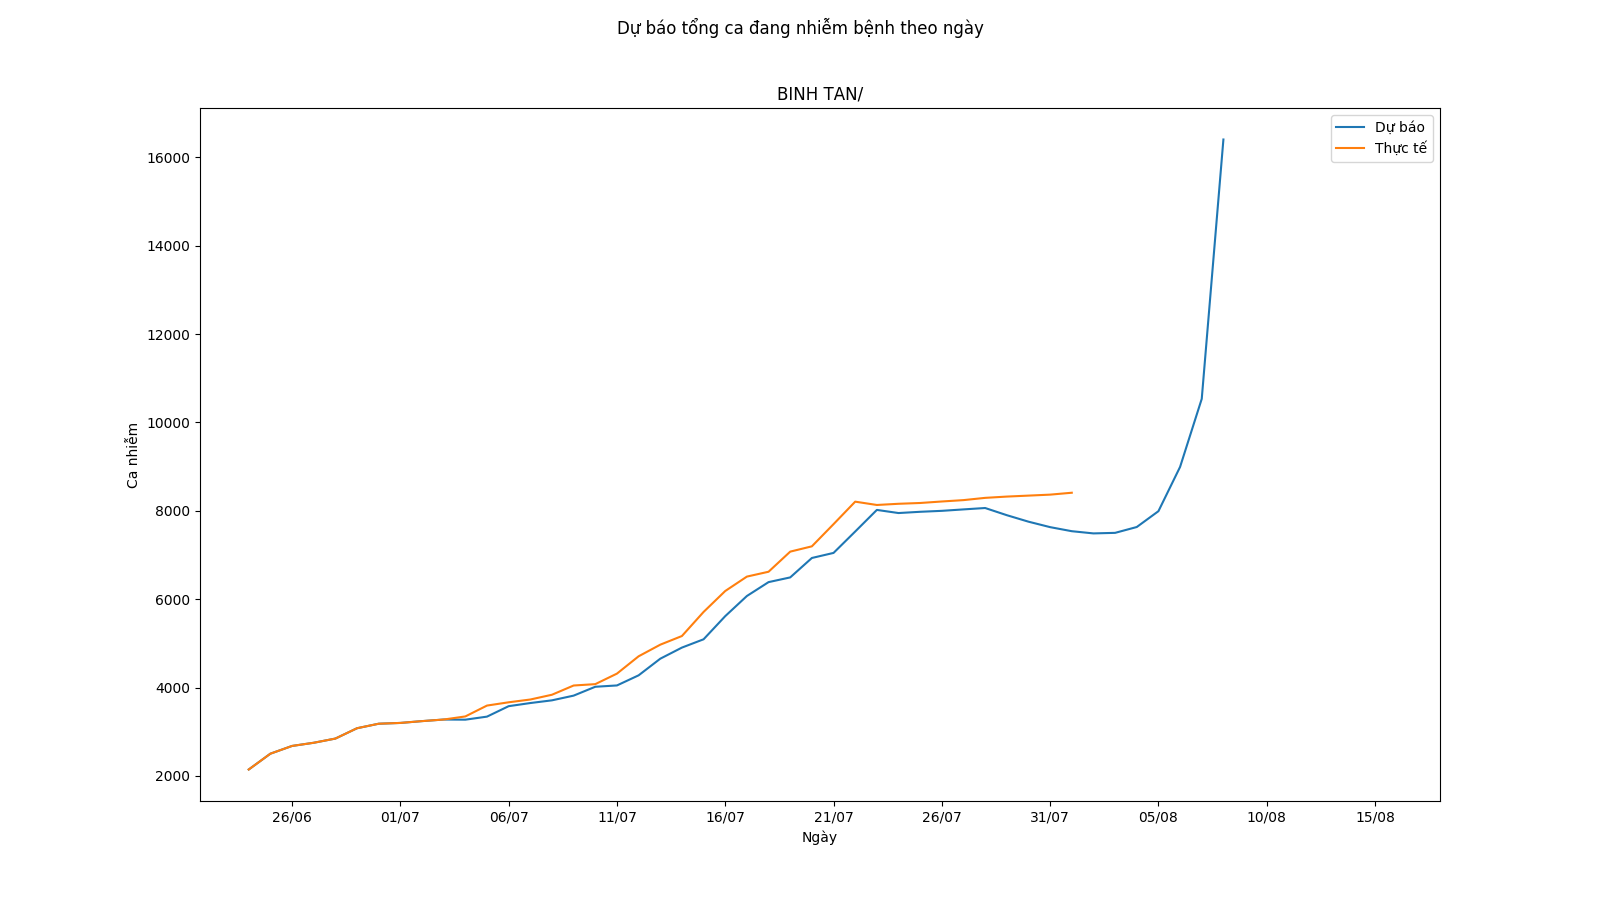 Dự báo tổng ca đang nhiễm bệnh theo ngày
BINH TAN/
Dự báo
Thực tế
16000
14000
12000
10000
8000
6000
4000
2000
Ca nhiễm
26/06 01/07 06/07 11/07 16/07 21/07 26/07 31/07 05/08 10/08 15/08
Ngày